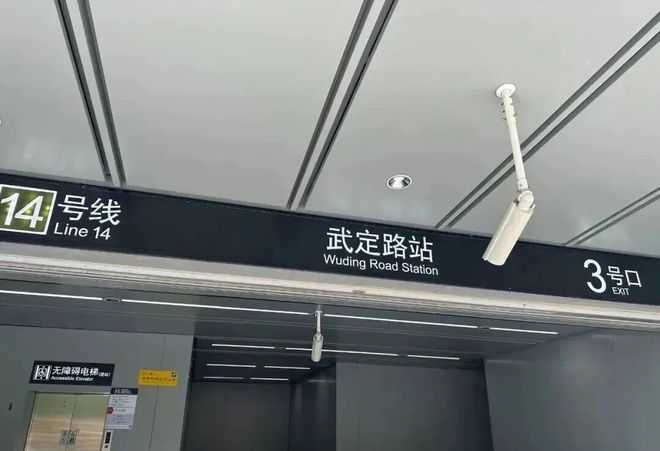 14 号线
Line 14
武定路站
Wuding Road Station
3 号口
EXIT
无障碍电梯
Accessible Elevator